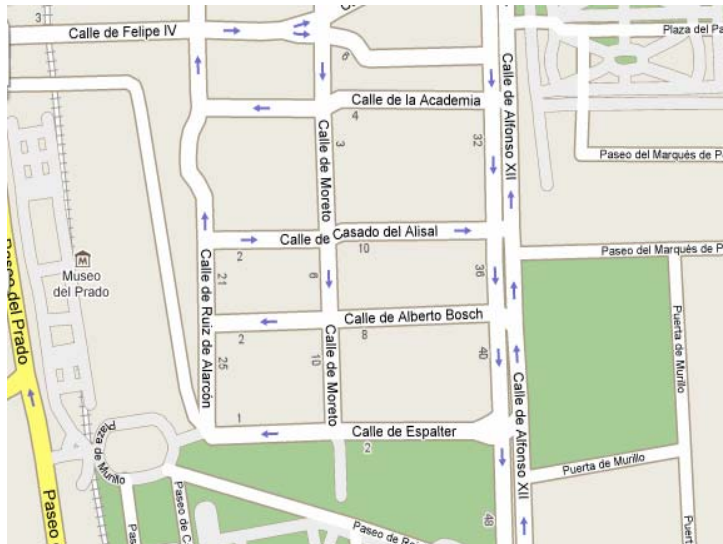 3
Calle de Felipe IV
Plaza del Pa
6
Calle de la Academia
4
3
32
Calle de Alfonso XII
Calle de Moreto
Paseo del Marqués de P
Calle de Casado del Alisal
2
10
Paseo del Marqués de P
Museo
del Prado
Paseo del Prado
21
6
36
Calle de Ruiz de Alarcón
Calle de Alberto Bosch
2
8
Puerta de Murillo
25
10
Calle de Moreto
40
Calle de Alfonso XII
1
Calle de Espalter
2
Plaza de Murillo
Puerta de Murillo
Paseo
Pas
Paseo de C
Paseo de
48
Puert